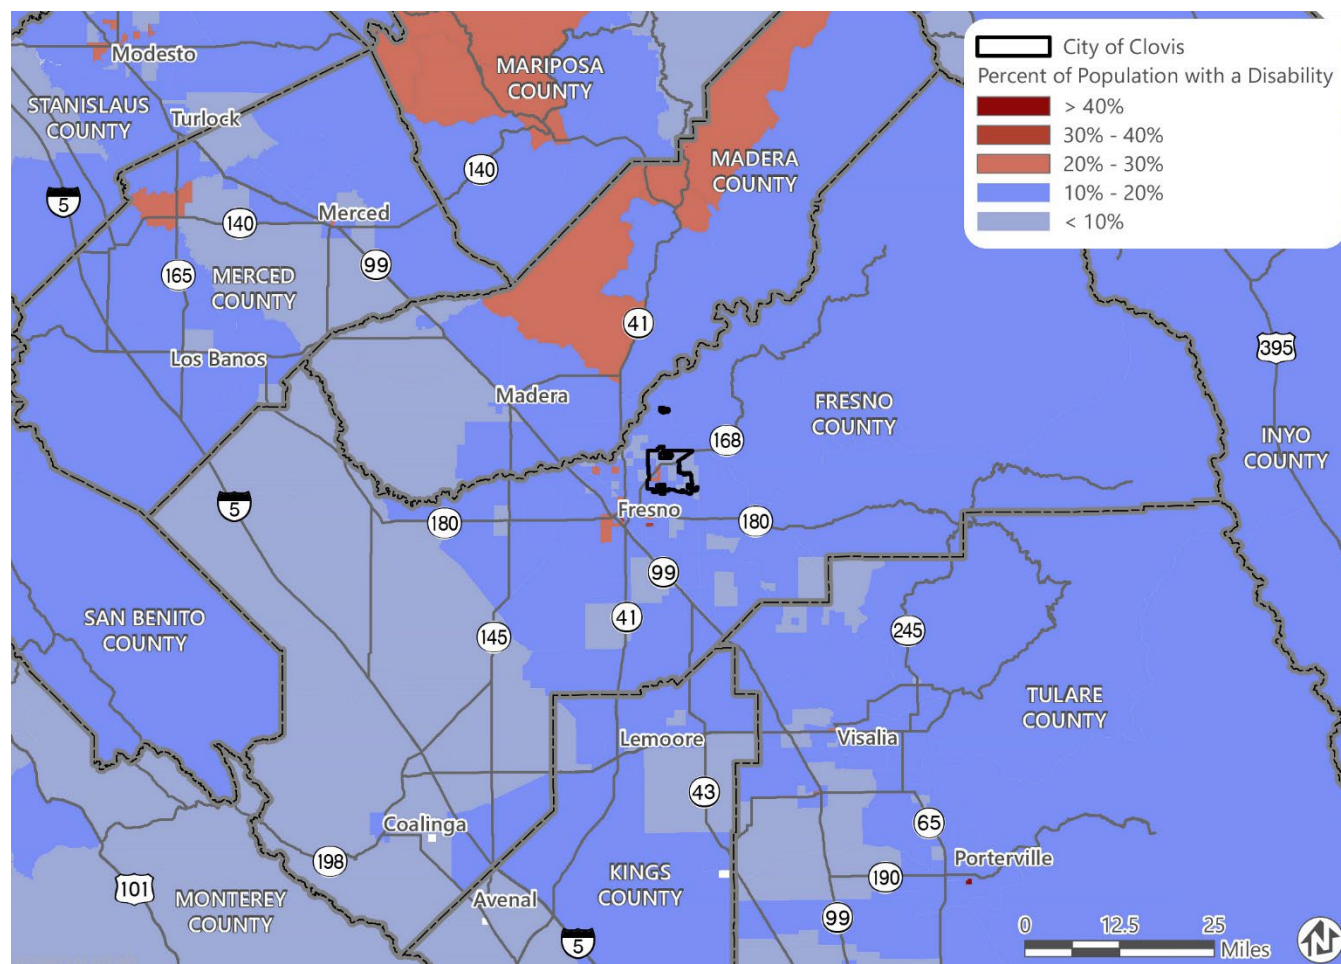 City of Clovis
Percent of Population with a Disability
> 40%
30% - 40%
20% - 30%
10% - 20%
< 10%
Modesto
STANISLAUS
COUNTY
Turlock
MARIPOSA
COUNTY
MADERA
COUNTY
140
5
140
Merced
99
165
MERCED
COUNTY
41
395
Los Banos
Madera
FRESNO
COUNTY
168
INYO
COUNTY
5
180
Fresno
180
99
SAN BENITO
COUNTY
145
41
245
TULARE
COUNTY
Lemoore
Visalia
43
65
Coalinga
198
Porterville
190
101
MONTEREY
COUNTY
Avenal
KINGS
COUNTY
99
5
0
12.5
25
Miles
N